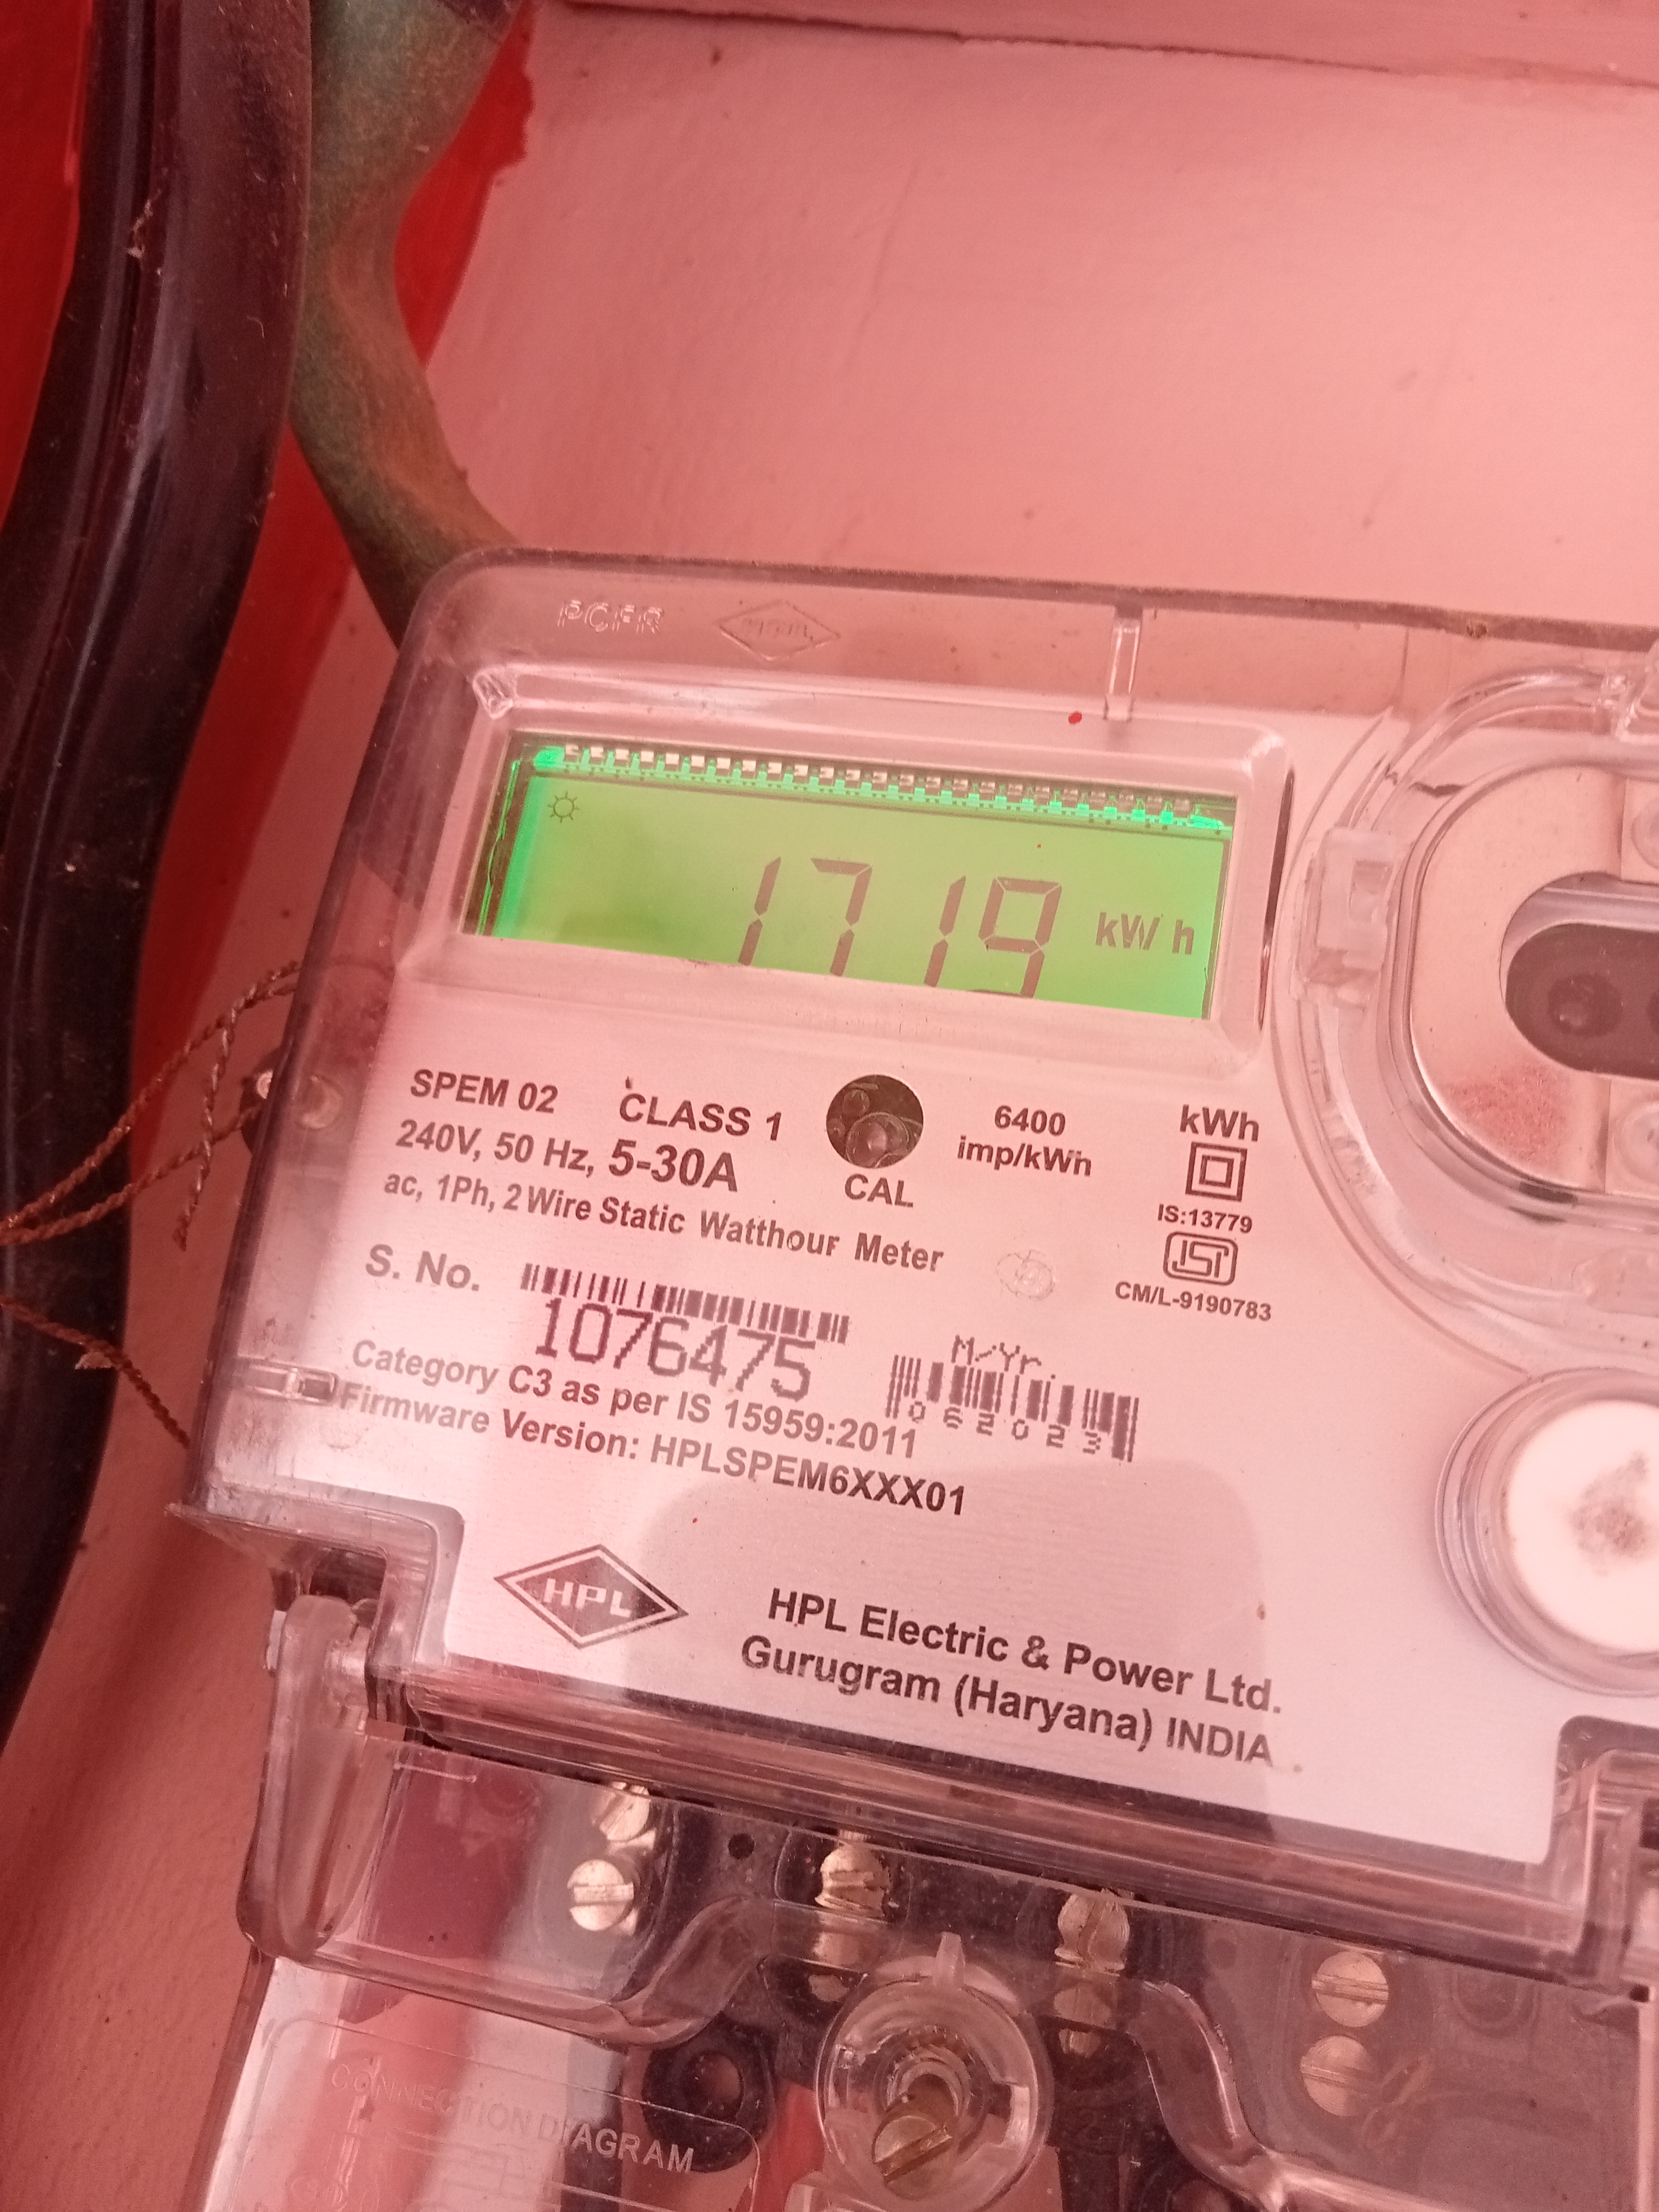 PCFR
1719 kWh
SPEM 02 CLASS 1
240V, 50 Hz, 5-30A
ac, 1Ph, 2 Wire Static Watthour Meter
CAL
6400
imp/kWh
kWh
IS:13779
ISI
CM/L-9190783
S. No.
1076475
M/Yr.
062023
Category C3 as per IS 15959:2011
Firmware Version: HPLSPEM6XXX01
HPL
HPL Electric & Power Ltd.
Gurugram (Haryana) INDIA
CONNECTION DIAGRAM